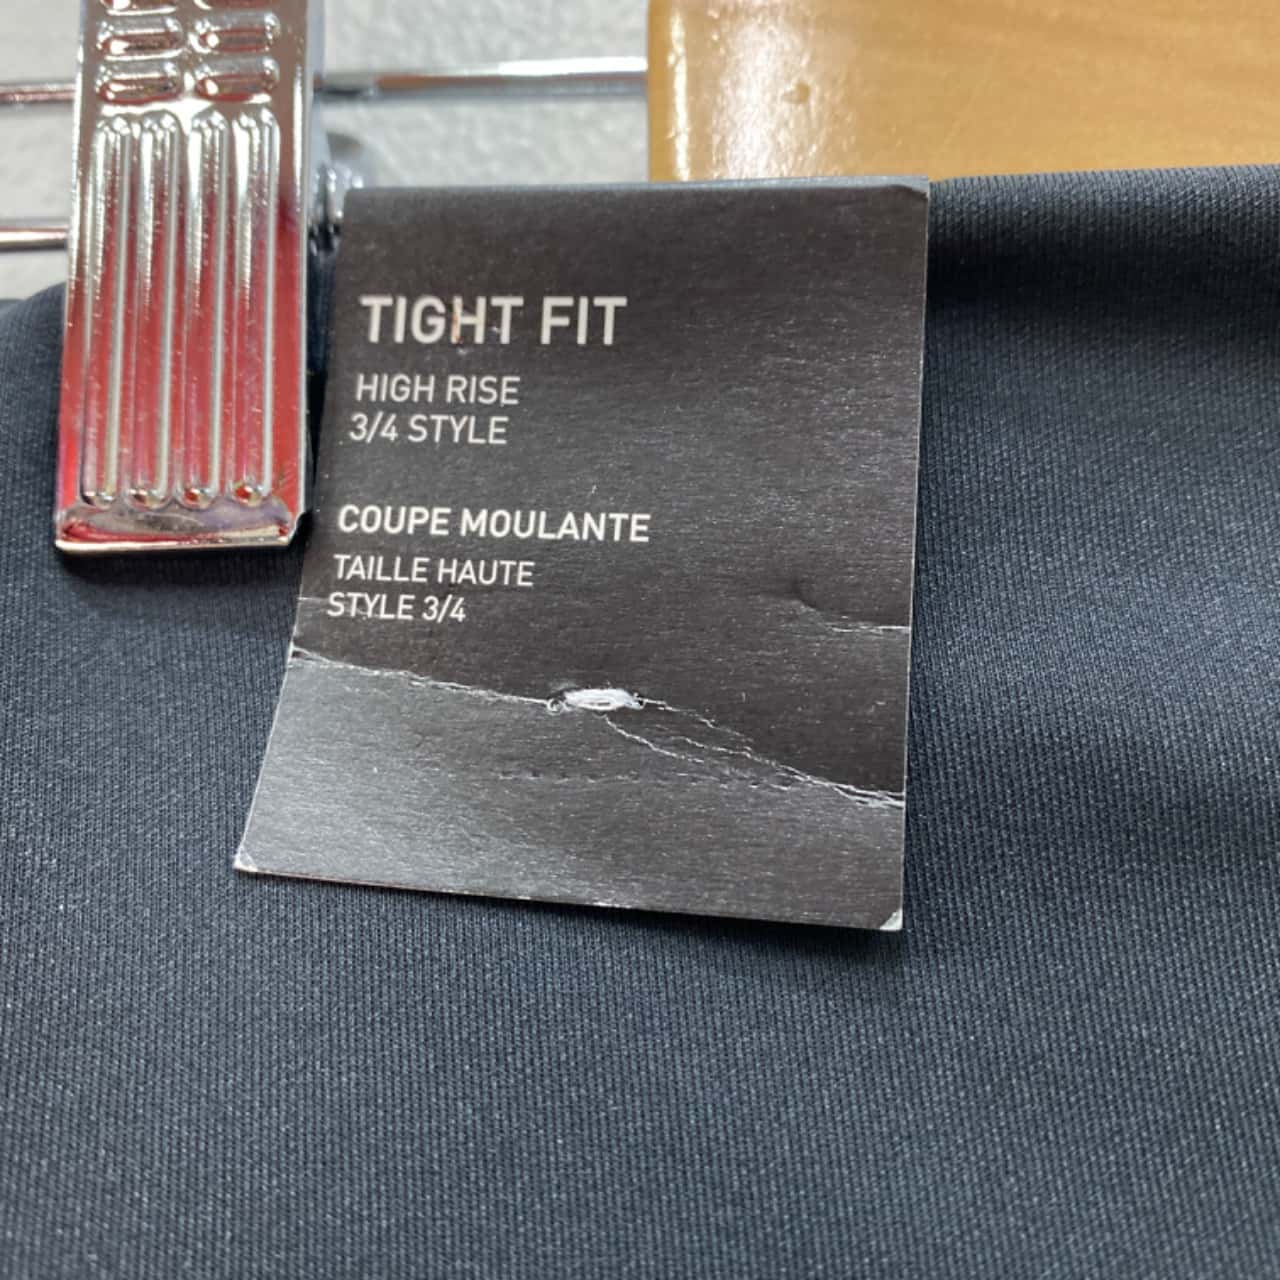 TIGHT FIT
HIGH RISE
3/4 STYLE
COUPE MOULANTE
TAILLE HAUTE
STYLE 3/4